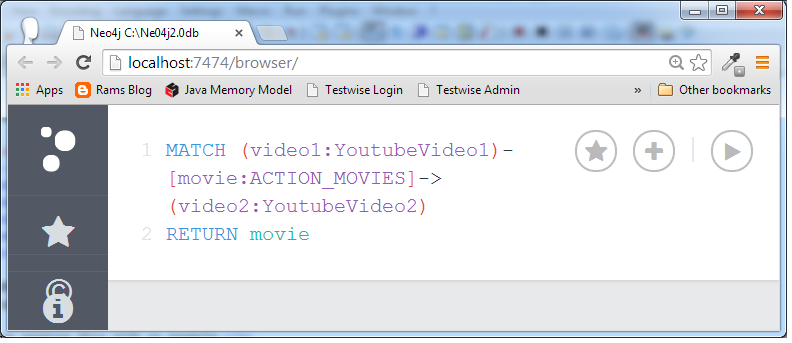 Neo4j C:\Ne04j2.0db
localhost:7474/browser/
Apps Rams Blog Java Memory Model Testwise Login Testwise Admin » Other bookmarks
1 MATCH (video1:YoutubeVideo1)-
[movie:ACTION_MOVIES]->
(video2:YoutubeVideo2)
2 RETURN movie